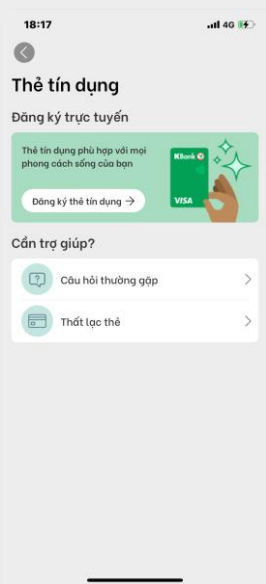 18:17
4G
Thẻ tín dụng
Đăng ký trực tuyến
Thẻ tín dụng phù hợp với mọi
phong cách sống của bạn
KBank
Đăng ký thẻ tín dụng →
VISA
Cần trợ giúp?
Câu hỏi thường gặp
Thất lạc thẻ